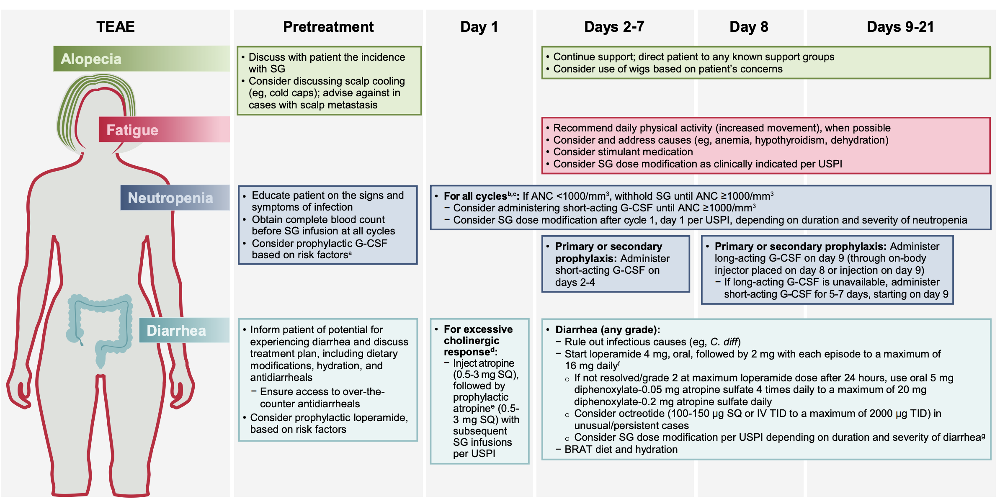 TEAE
Pretreatment
Day 1
Days 2-7
Day 8
Days 9-21
Alopecia
• Discuss with patient the incidence
with SG
• Consider discussing scalp cooling
(eg, cold caps); advise against in
cases with scalp metastasis
• Continue support; direct patient to any known support groups
• Consider use of wigs based on patient’s concerns
Fatigue
• Recommend daily physical activity (increased movement), when possible
• Consider and address causes (eg, anemia, hypothyroidism, dehydration)
• Consider stimulant medication
• Consider SG dose modification as clinically indicated per USPI
Neutropenia
• Educate patient on the signs and
symptoms of infection
• Obtain complete blood count
before SG infusion at all cycles
• Consider prophylactic G-CSF
based on risk factorsᵃ
• For all cyclesᵇ,ᶜ: If ANC <1000/mm³, withhold SG until ANC ≥1000/mm³
− Consider administering short-acting G-CSF until ANC ≥1000/mm³
− Consider SG dose modification after cycle 1, day 1 per USPI, depending on duration and severity of neutropenia
• Primary or secondary
prophylaxis: Administer
short-acting G-CSF on
days 2-4
• Primary or secondary prophylaxis: Administer
long-acting G-CSF on day 9 (through on-body
injector placed on day 8 or injection on day 9)
− If long-acting G-CSF is unavailable, administer
short-acting G-CSF for 5-7 days, starting on day 9
Diarrhea
• Inform patient of potential for
experiencing diarrhea and discuss
treatment plan, including dietary
modifications, hydration, and
antidiarrheals
− Ensure access to over-the-
counter antidiarrheals
• Consider prophylactic loperamide,
based on risk factors
• For excessive
cholinergic
responseᵈ:
− Inject atropine
(0.5-3 mg SQ),
followed by
prophylactic
atropineᵉ (0.5-
3 mg SQ) with
subsequent
SG infusions
per USPI
• Diarrhea (any grade):
− Rule out infectious causes (eg, C. diff)
− Start loperamide 4 mg, oral, followed by 2 mg with each episode to a maximum of
16 mg dailyᶠ
○ If not resolved/grade 2 at maximum loperamide dose after 24 hours, use oral 5 mg
diphenoxylate-0.05 mg atropine sulfate 4 times daily to a maximum of 20 mg
diphenoxylate-0.2 mg atropine sulfate daily
○ Consider octreotide (100-150 µg SQ or IV TID to a maximum of 2000 µg TID) in
unusual/persistent cases
○ Consider SG dose modification per USPI depending on duration and severity of diarrheaᵍ
− BRAT diet and hydration